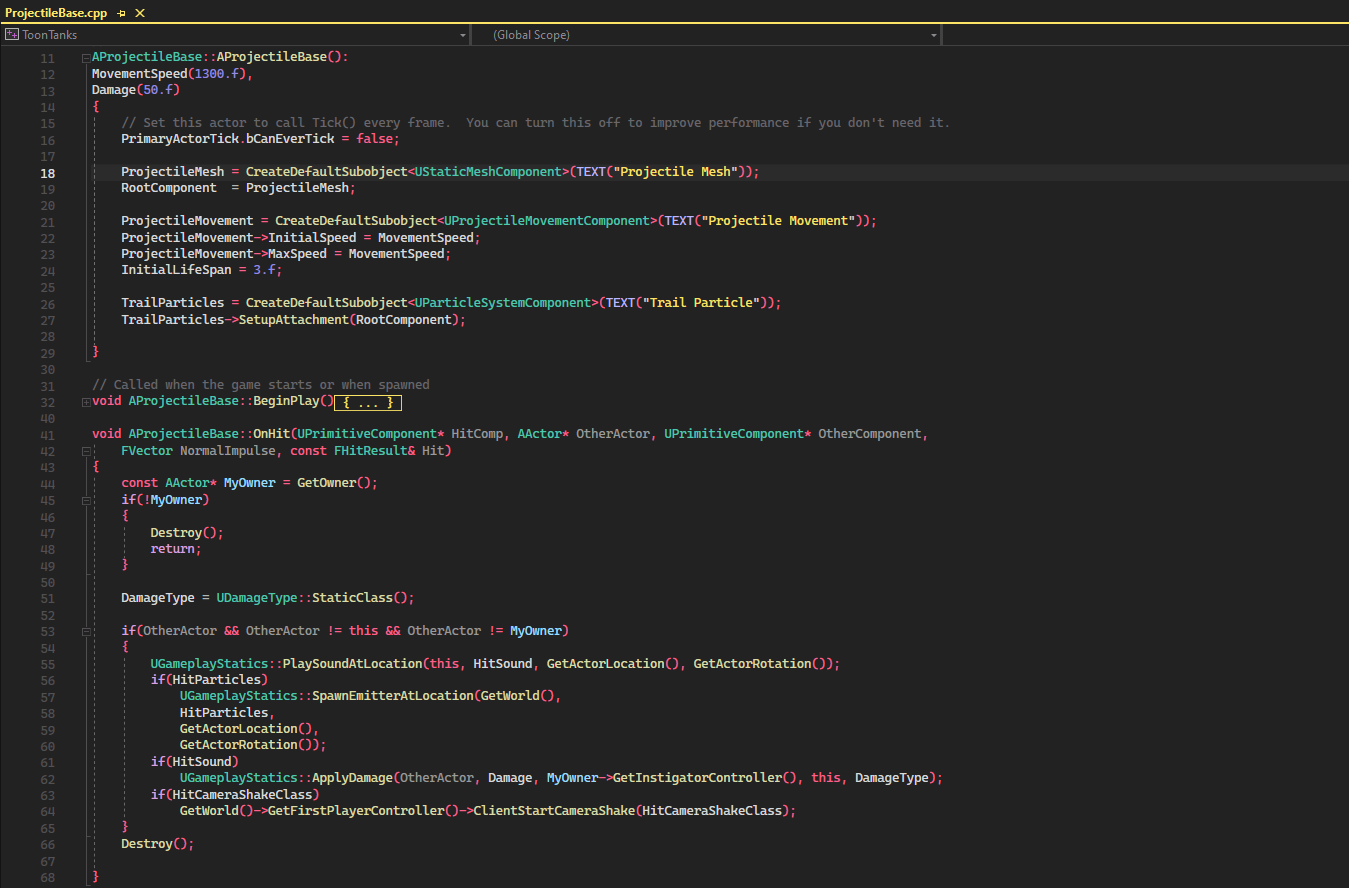 ProjectileBase.cpp
ToonTanks
(Global Scope)
11 AProjectileBase::AProjectileBase():
12 MovementSpeed(1300.f),
13 Damage(50.f)
14 {
15     // Set this actor to call Tick() every frame.  You can turn this off to improve performance if you don't need it.
16     PrimaryActorTick.bCanEverTick = false;
17
18     ProjectileMesh = CreateDefaultSubobject<UStaticMeshComponent>(TEXT("Projectile Mesh"));
19     RootComponent  = ProjectileMesh;
20
21     ProjectileMovement = CreateDefaultSubobject<UProjectileMovementComponent>(TEXT("Projectile Movement"));
22     ProjectileMovement->InitialSpeed = MovementSpeed;
23     ProjectileMovement->MaxSpeed = MovementSpeed;
24     InitialLifeSpan = 3.f;
25
26     TrailParticles = CreateDefaultSubobject<UParticleSystemComponent>(TEXT("Trail Particle"));
27     TrailParticles->SetupAttachment(RootComponent);
28
29 }
30
31 // Called when the game starts or when spawned
32 void AProjectileBase::BeginPlay(){ ... }
40
41 void AProjectileBase::OnHit(UPrimitiveComponent* HitComp, AActor* OtherActor, UPrimitiveComponent* OtherComponent,
42     FVector NormalImpulse, const FHitResult& Hit)
43 {
44     const AActor* MyOwner = GetOwner();
45     if(!MyOwner)
46     {
47         Destroy();
48         return;
49     }
50
51     DamageType = UDamageType::StaticClass();
52
53     if(OtherActor && OtherActor != this && OtherActor != MyOwner)
54     {
55         UGameplayStatics::PlaySoundAtLocation(this, HitSound, GetActorLocation(), GetActorRotation());
56         if(HitParticles)
57             UGameplayStatics::SpawnEmitterAtLocation(GetWorld(),
58             HitParticles,
59             GetActorLocation(),
60             GetActorRotation());
61         if(HitSound)
62             UGameplayStatics::ApplyDamage(OtherActor, Damage, MyOwner->GetInstigatorController(), this, DamageType);
63         if(HitCameraShakeClass)
64             GetWorld()->GetFirstPlayerController()->ClientStartCameraShake(HitCameraShakeClass);
65     }
66     Destroy();
67
68 }